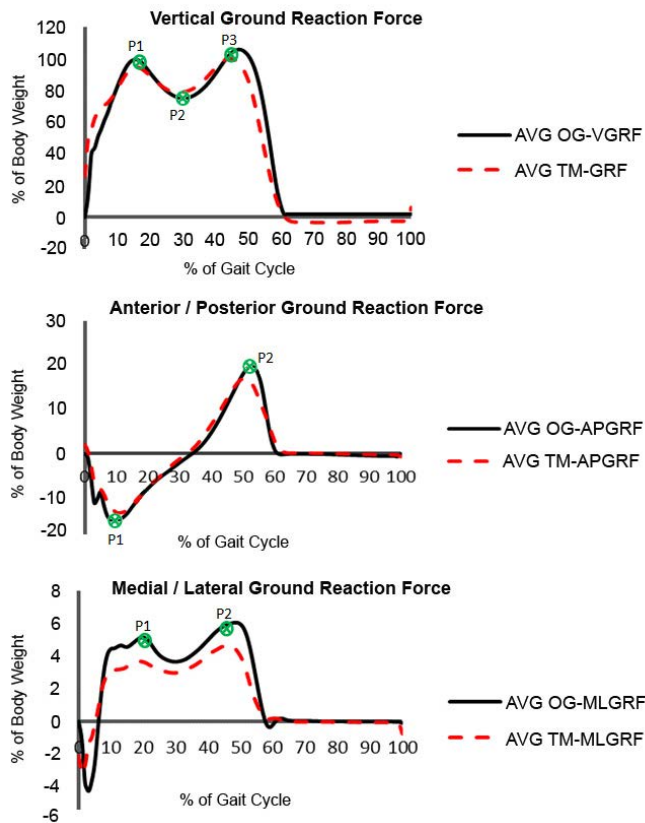 Vertical Ground Reaction Force
120
100
80
60
40
20
0
-20
% of Body Weight
P1
P2
P3
0 10 20 30 40 50 60 70 80 90 100
% of Gait Cycle
AVG OG-VGRF
AVG TM-GRF
Anterior / Posterior Ground Reaction Force
30
20
10
0
-10
-20
% of Body Weight
P2
P1
0 10 20 30 40 50 60 70 80 90 100
% of Gait Cycle
AVG OG-APGRF
AVG TM-APGRF
Medial / Lateral Ground Reaction Force
8
6
4
2
0
-2
-4
-6
% of Body Weight
P1
P2
0 10 20 30 40 50 60 70 80 90 100
% of Gait Cycle
AVG OG-MLGRF
AVG TM-MLGRF